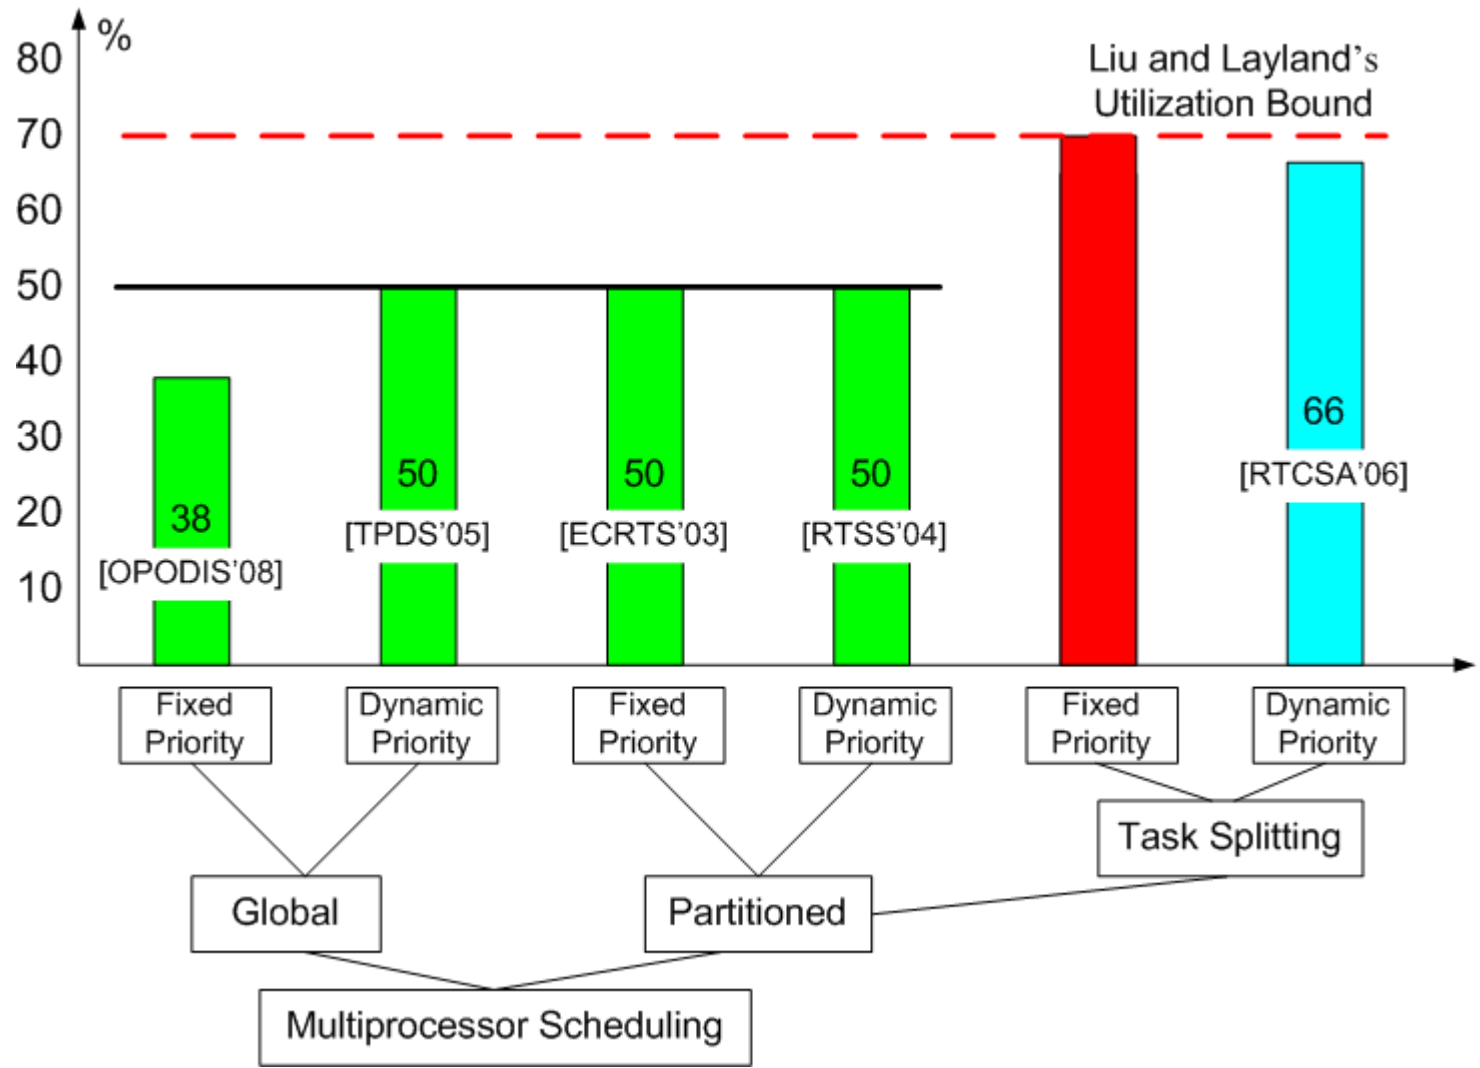 %
80
70
60
50
40
30
20
10
Liu and Layland's
Utilization Bound
38
[OPODIS'08]
50
[TPDS'05]
50
[ECRTS'03]
50
[RTSS'04]
66
[RTCSA'06]
Fixed
Priority
Dynamic
Priority
Fixed
Priority
Dynamic
Priority
Fixed
Priority
Dynamic
Priority
Task Splitting
Global
Partitioned
Multiprocessor Scheduling